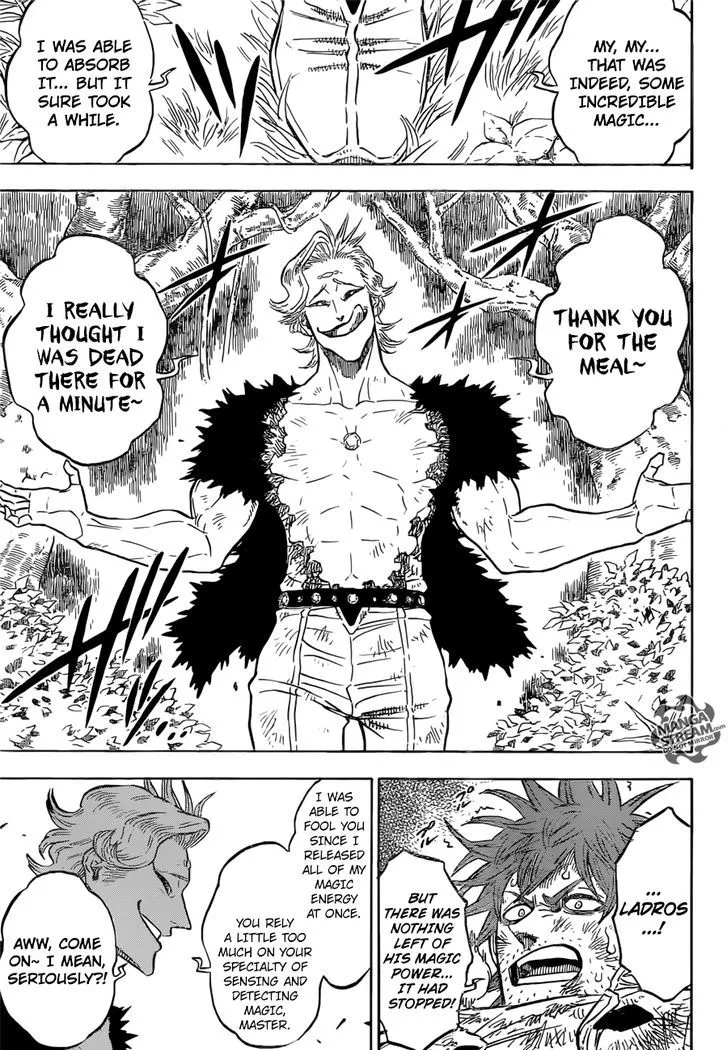 MY, MY...
THAT WAS
INDEED, SOME
INCREDIBLE
MAGIC...
I WAS ABLE
TO ABSORB
IT... BUT IT
SURE TOOK
A WHILE.
THANK YOU
FOR THE
MEAL~
I REALLY
THOUGHT I
WAS DEAD
THERE FOR
A MINUTE~
MANGA
STREAM
...
LADROS
...!
BUT
THERE WAS
NOTHING
LEFT OF
HIS MAGIC
POWER...
IT HAD
STOPPED!
I WAS
ABLE TO
FOOL YOU
SINCE I
RELEASED
ALL OF MY
MAGIC
ENERGY
AT ONCE.
YOU RELY
A LITTLE TOO
MUCH ON YOUR
SPECIALTY OF
SENSING AND
DETECTING
MAGIC,
MASTER.
AWW, COME
ON~ I MEAN,
SERIOUSLY?!